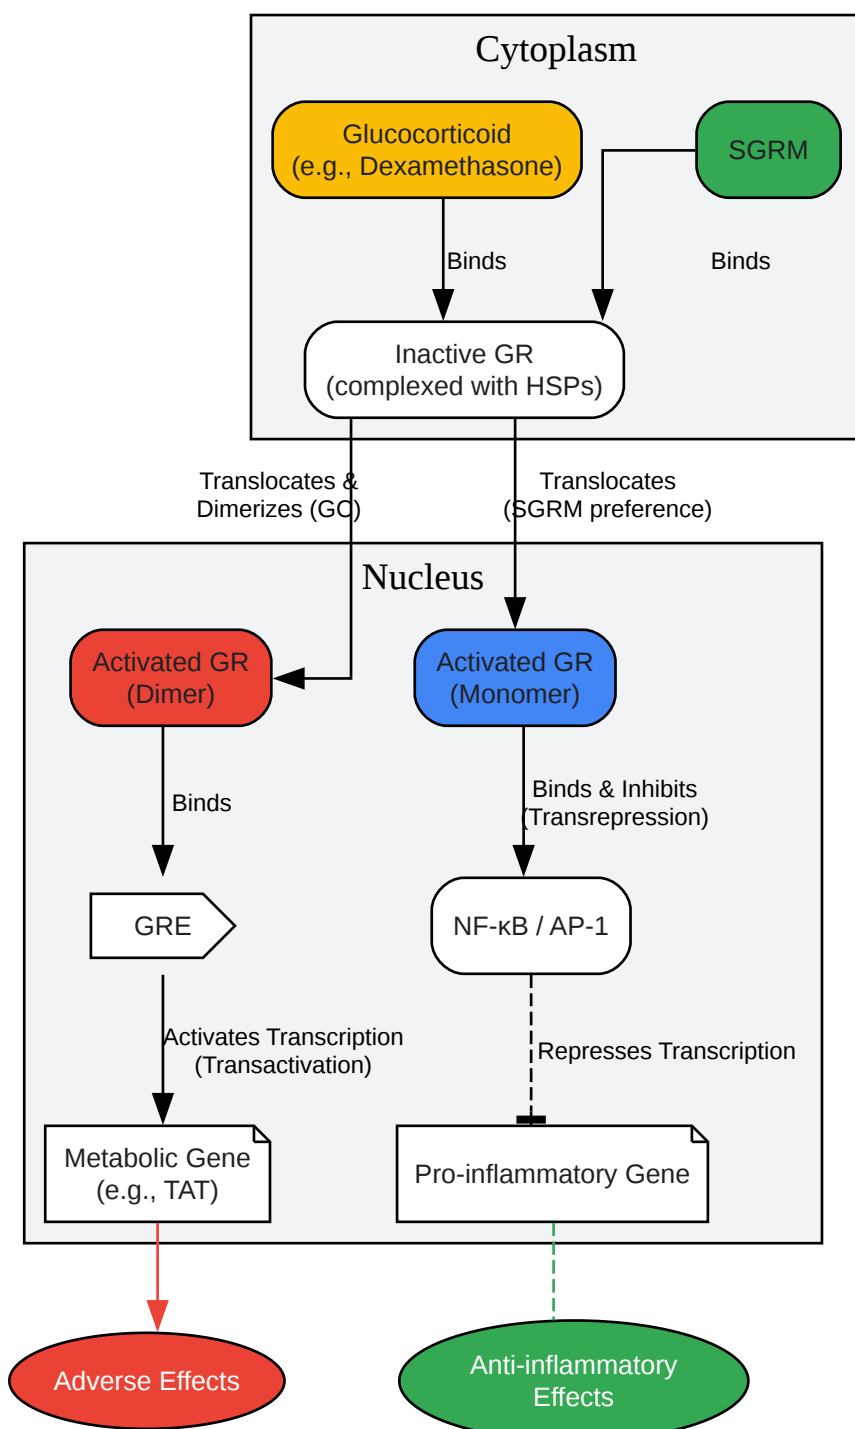 Cytoplasm
Glucocorticoid
(e.g., Dexamethasone)
SGRM
Binds
Binds
Inactive GR
(complexed with HSPs)
Translocates &
Dimerizes (GC)
Translocates
(SGRM preference)
Nucleus
Activated GR
(Dimer)
Activated GR
(Monomer)
Binds
Binds & Inhibits
(Transrepression)
GRE
NF-κB / AP-1
Activates Transcription
(Transactivation)
Represses Transcription
Metabolic Gene
(e.g., TAT)
Pro-inflammatory Gene
Adverse Effects
Anti-inflammatory
Effects